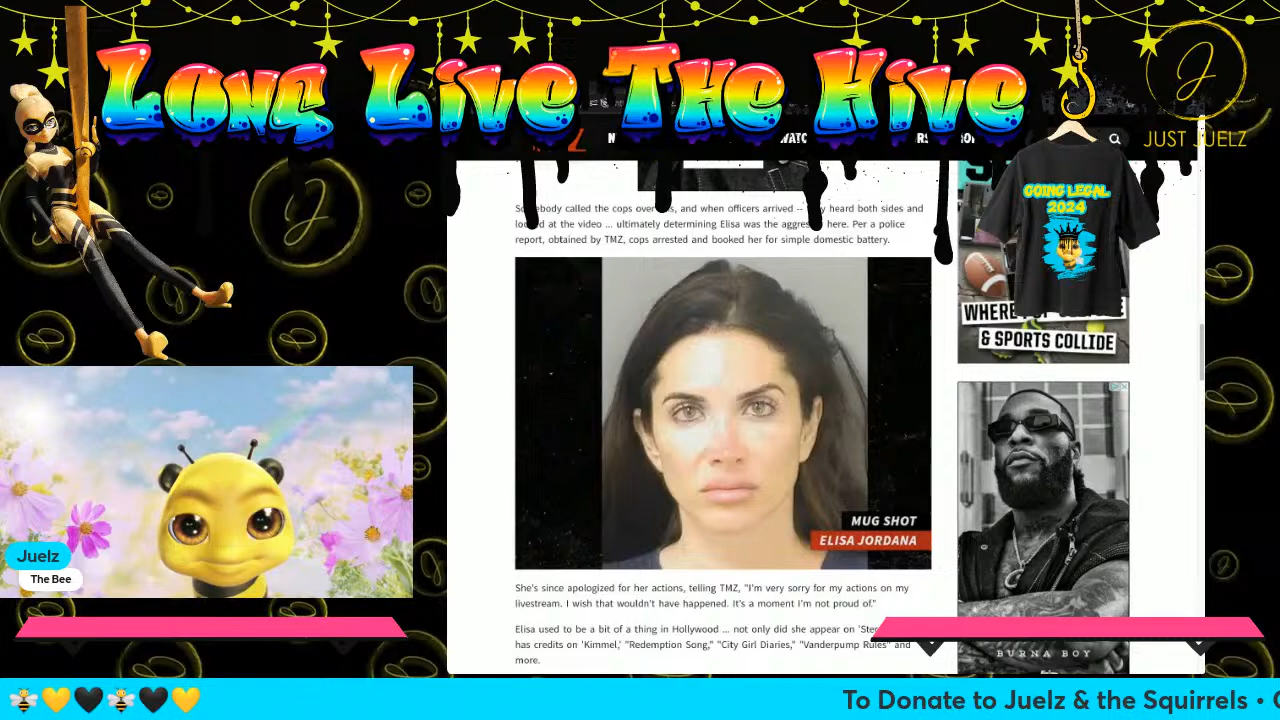 Long Live The Hive
JUST JUELZ
GOING LEGAL
2024
called the cops and when officers arrived -- heard both sides and
at the video ... ultimately determining Elisa was the here. Per a police
report, obtained by TMZ, cops arrested and booked her for simple domestic battery.
& SPORTS COLLIDE
MUG SHOT
ELISA JORDANA
She's since apologized for her actions, telling TMZ, "I'm very sorry for my actions on my
livestream. I wish that wouldn't have happened. It's a moment I'm not proud of."
Elisa used to be a bit of a thing in Hollywood ... not only did she appear on
has credits on 'Kimmel,' "Redemption Song," "City Girl Diaries," "Vanderpump Rules" and
more.
BURNA BOY
Juelz
The Bee
To Donate to Juelz & the Squirrels •